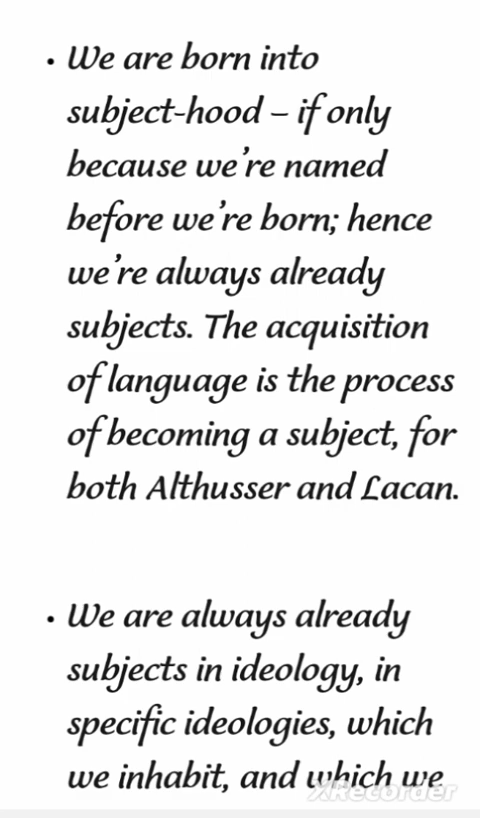 • We are born into
subject-hood – if only
because we're named
before we're born; hence
we're always already
subjects. The acquisition
of language is the process
of becoming a subject, for
both Althusser and Lacan.
• We are always already
subjects in ideology, in
specific ideologies, which
we inhabit, and which we
XRecorder